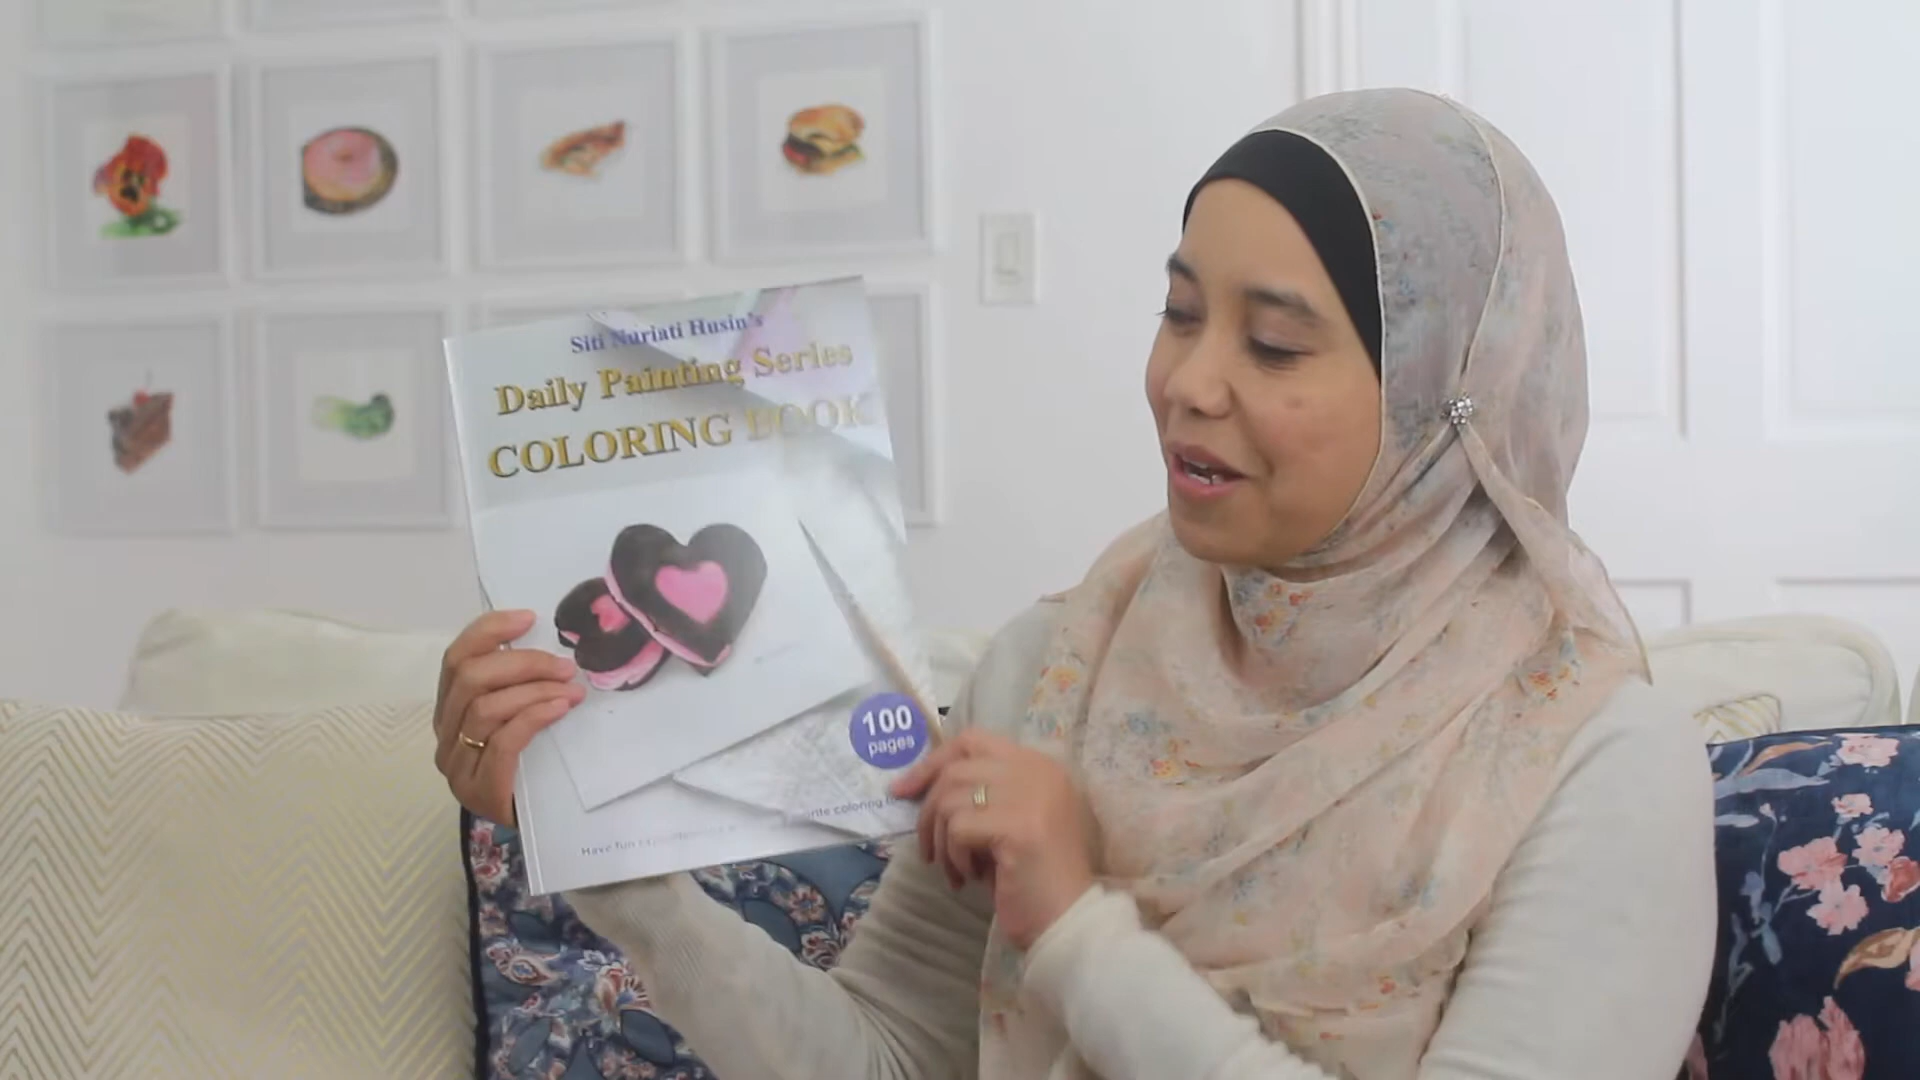 Siti Nuriati Husin's
Daily Painting Series
COLORING BOOK
100
pages
Have fun
coloring